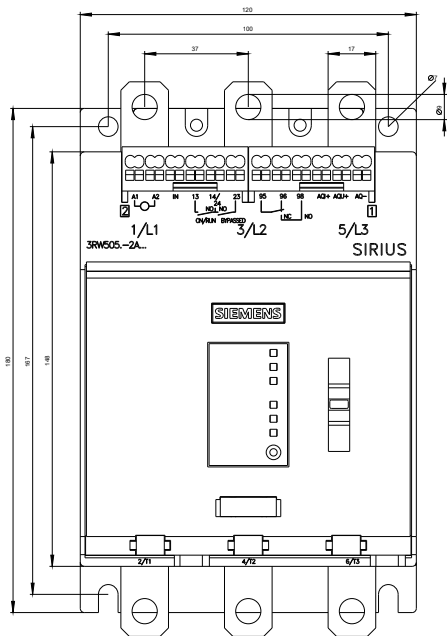 120
100
37
17
Ø7
Ø9
A1 A2 IN 13 14/ 23 95 96 98 AQI+ AQU+ AQ-
24
NO NO NC NO
2 ON/RUN BYPASSED 1
1/L1 3/L2 5/L3
3RW505.-2A... SIRIUS
SIEMENS
180
167
148
2/T1 4/T2 6/T3